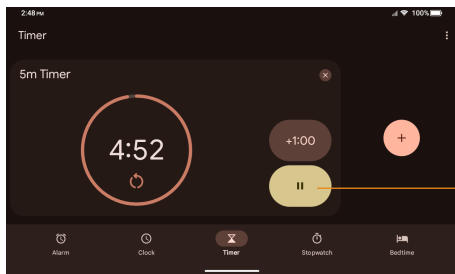 2:48 PM 100%
Timer
5m Timer
4:52
+1:00
Alarm Clock Timer Stopwatch Bedtime